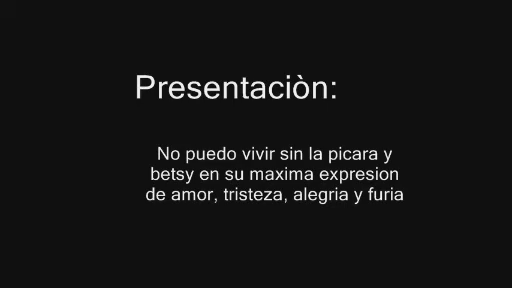 Presentaciòn:
No puedo vivir sin la picara y
betsy en su maxima expresion
de amor, tristeza, alegria y furia